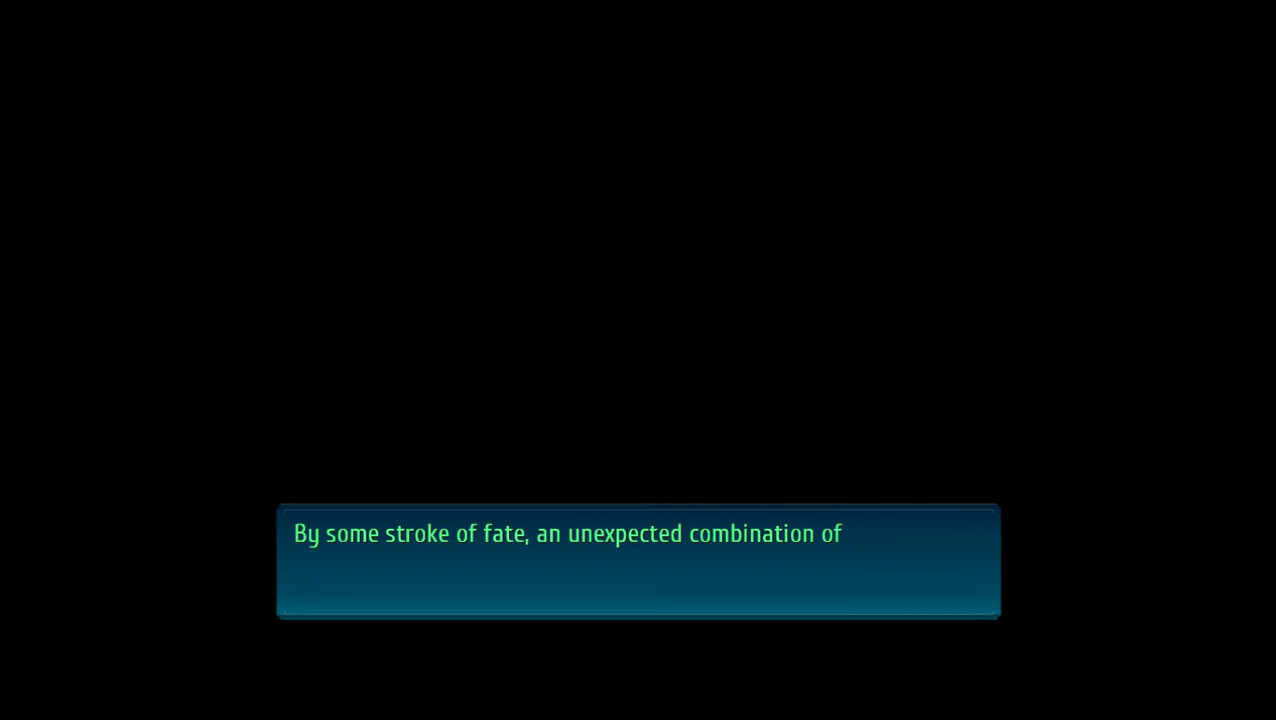 By some stroke of fate, an unexpected combination of